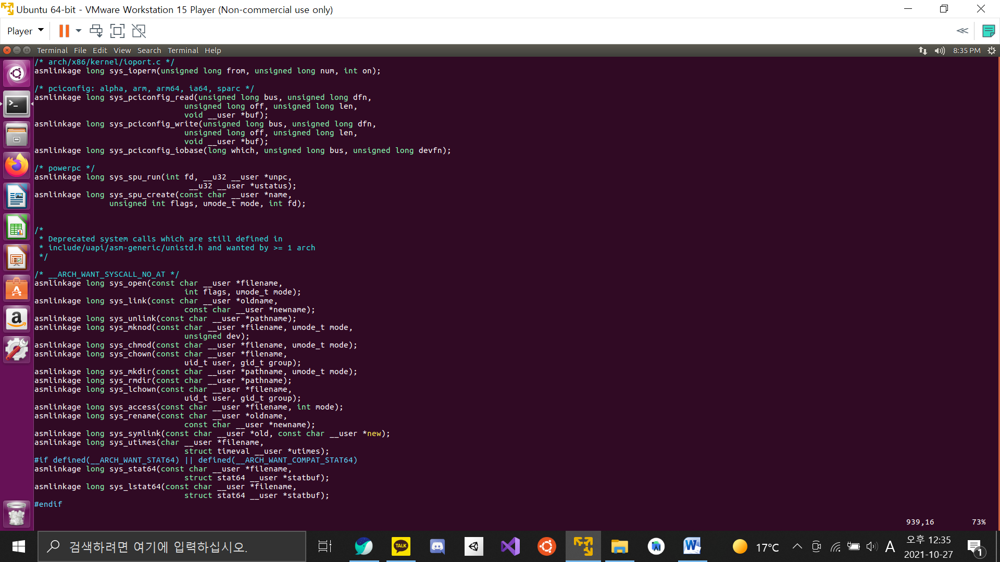 Ubuntu 64-bit - VMware Workstation 15 Player (Non-commercial use only)
Player
Terminal File Edit View Search Terminal Help
8:35 PM
/* arch/x86/kernel/ioport.c */
asmlinkage long sys_ioperm(unsigned long from, unsigned long num, int on);
/* pciconfig: alpha, arm, arm64, ia64, sparc */
asmlinkage long sys_pciconfig_read(unsigned long bus, unsigned long dfn,
unsigned long off, unsigned long len,
void __user *buf);
asmlinkage long sys_pciconfig_write(unsigned long bus, unsigned long dfn,
unsigned long off, unsigned long len,
void __user *buf);
asmlinkage long sys_pciconfig_iobase(long which, unsigned long bus, unsigned long devfn);
/* powerpc */
asmlinkage long sys_spu_run(int fd, __u32 __user *unpc,
__u32 __user *ustatus);
asmlinkage long sys_spu_create(const char __user *name,
unsigned int flags, umode_t mode, int fd);
/*
* Deprecated system calls which are still defined in
* include/uapi/asm-generic/unistd.h and wanted by >= 1 arch
*/
/* __ARCH_WANT_SYSCALL_NO_AT */
asmlinkage long sys_open(const char __user *filename,
int flags, umode_t mode);
asmlinkage long sys_link(const char __user *oldname,
const char __user *newname);
asmlinkage long sys_unlink(const char __user *pathname);
asmlinkage long sys_mknod(const char __user *filename, umode_t mode,
unsigned dev);
asmlinkage long sys_chmod(const char __user *filename, umode_t mode);
asmlinkage long sys_chown(const char __user *filename,
uid_t user, gid_t group);
asmlinkage long sys_mkdir(const char __user *pathname, umode_t mode);
asmlinkage long sys_rmdir(const char __user *pathname);
asmlinkage long sys_lchown(const char __user *filename,
uid_t user, gid_t group);
asmlinkage long sys_access(const char __user *filename, int mode);
asmlinkage long sys_rename(const char __user *oldname,
const char __user *newname);
asmlinkage long sys_symlink(const char __user *old, const char __user *new);
asmlinkage long sys_utimes(char __user *filename,
struct timeval __user *utimes);
#if defined(__ARCH_WANT_STAT64) || defined(__ARCH_WANT_COMPAT_STAT64)
asmlinkage long sys_stat64(const char __user *filename,
struct stat64 __user *statbuf);
asmlinkage long sys_lstat64(const char __user *filename,
struct stat64 __user *statbuf);
#endif
939,16 73%
검색하려면 여기에 입력하십시오.
TALK
17°C
A
오후 12:35
2021-10-27
1